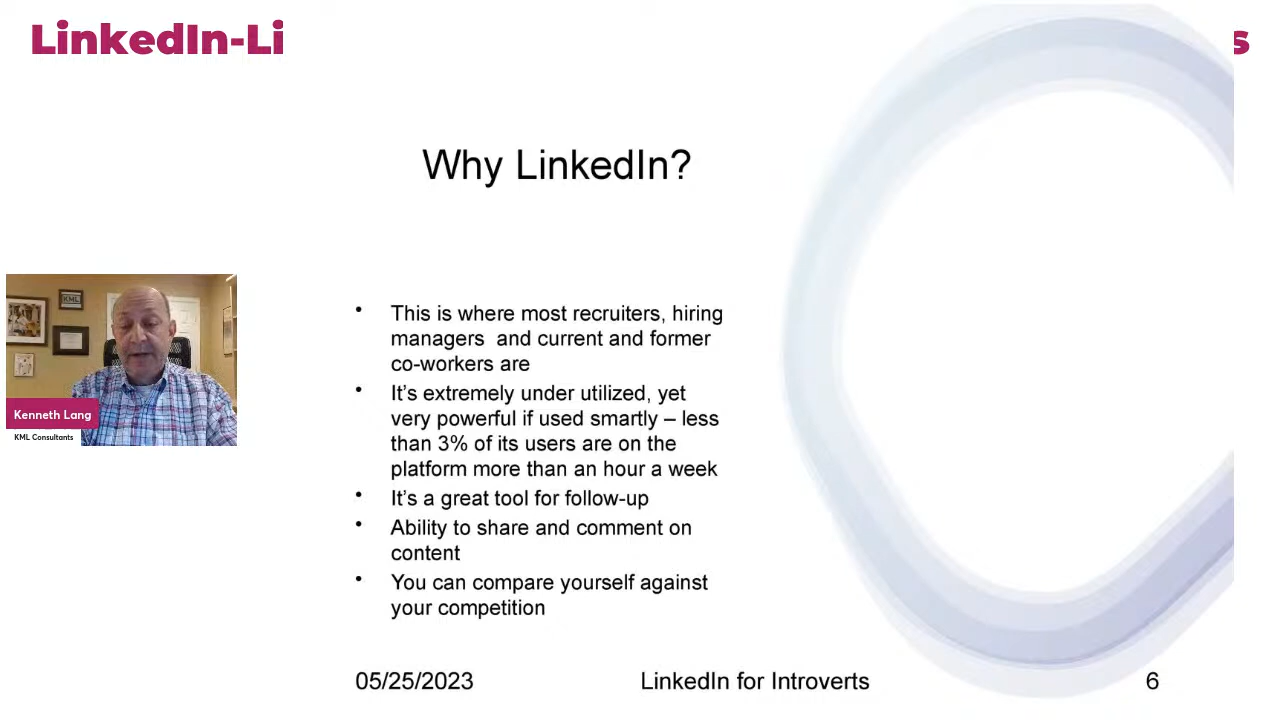 LinkedIn-Li
s
Why LinkedIn?
• This is where most recruiters, hiring
managers and current and former
co-workers are
• It’s extremely under utilized, yet
very powerful if used smartly – less
than 3% of its users are on the
platform more than an hour a week
• It’s a great tool for follow-up
• Ability to share and comment on
content
• You can compare yourself against
your competition
KML
Kenneth Lang
KML Consultants
05/25/2023
LinkedIn for Introverts
6